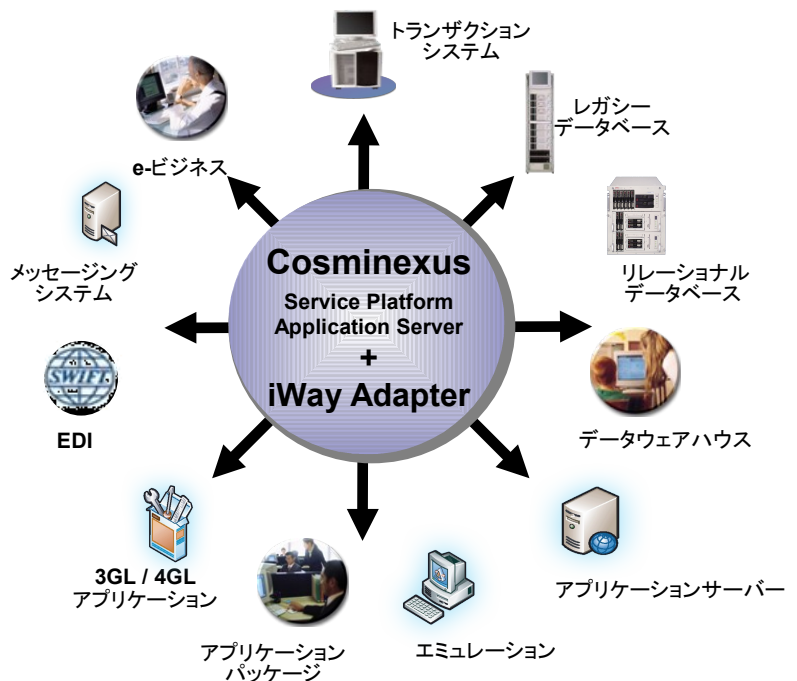 トランザクション
システム
レガシー
データベース
e-ビジネス
リレーショナル
データベース
メッセージング
システム
Cosminexus
Service Platform
Application Server
+
iWay Adapter
SWIFT
EDI
データウェアハウス
3GL / 4GL
アプリケーション
アプリケーションサーバー
アプリケーション
パッケージ
エミュレーション